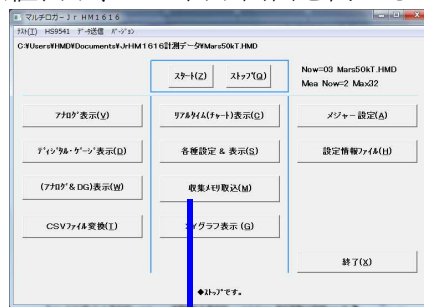 マルチロガ-Jr HM1616
ﾃｽﾄ(T) HS9541 ﾃﾞｰﾀ送信 ﾊﾞｰｼﾞｮﾝ
C:¥Users¥HMD¥Documents¥JrHM1616計測データ¥Mars50kT.HMD
スタート(Z) ストップ(Q)
Now=03 Mars50kT.HMD
Mea Now=2 Max32
アナログ表示(V) リアルタイム(チャート)表示(C) メジャー設定(A)
ディジタル・ゲージ表示(D) 各種設定 & 表示(S) 設定情報ファイル(H)
(アナログ& DG)表示(W) 収集メモリ取込(M)
CSVファイル変換(T) Yグラフ表示 (G)
終了(X)
◆ストップです。